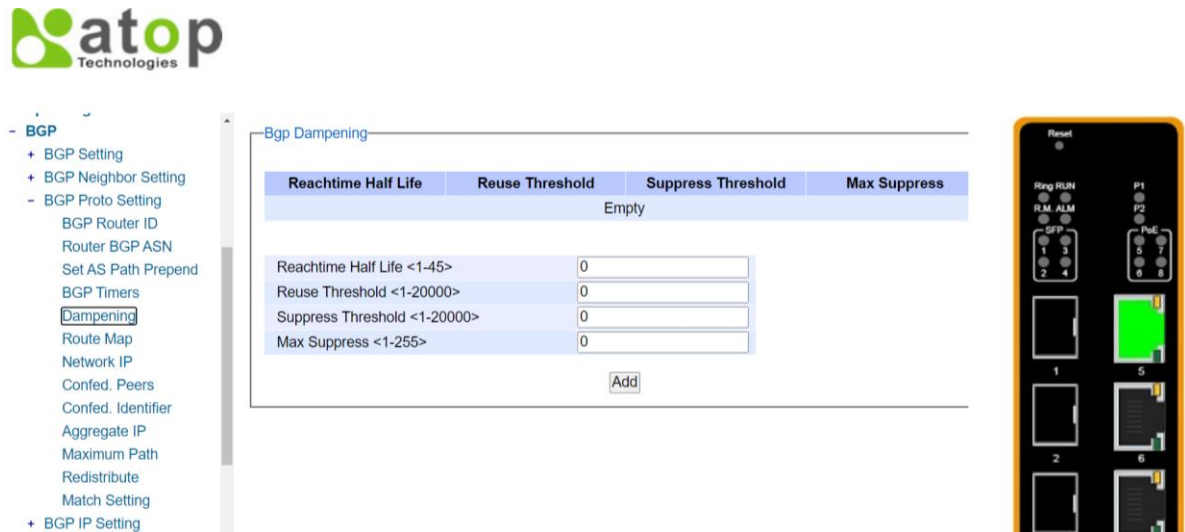 atop
Technologies
- BGP
+ BGP Setting
+ BGP Neighbor Setting
- BGP Proto Setting
BGP Router ID
Router BGP ASN
Set AS Path Prepend
BGP Timers
Dampening
Route Map
Network IP
Confed. Peers
Confed. Identifier
Aggregate IP
Maximum Path
Redistribute
Match Setting
+ BGP IP Setting
Bgp Dampening
Reachtime Half Life Reuse Threshold Suppress Threshold Max Suppress
Empty
Reachtime Half Life <1-45> 0
Reuse Threshold <1-20000> 0
Suppress Threshold <1-20000> 0
Max Suppress <1-255> 0
Add
Reset
Ring RUN P1
R.M. ALM P2
SFP PoE
1 3 5 7
2 4 6 8
1 5
2 6